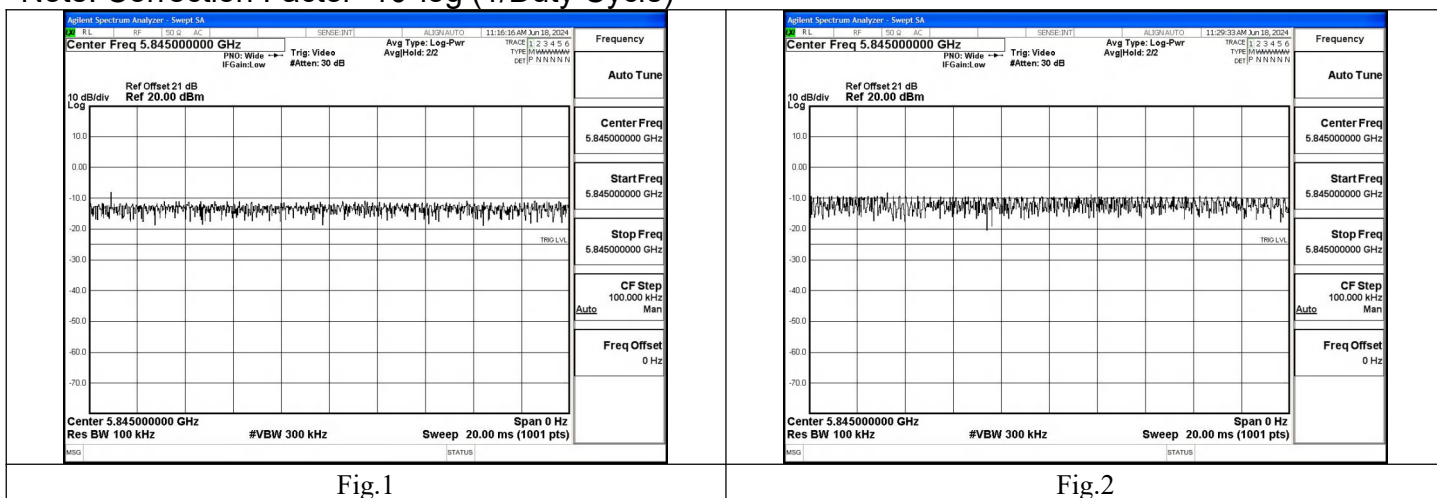 Note: Correction Factor=10*log (1/Duty Cycle)
Agilent Spectrum Analyzer - Swept SA
RL RF 50 Ω AC SENSE:INT ALIGN AUTO 11:16:16 AM Jun 18, 2024
Center Freq 5.845000000 GHz
PNO: Wide
IFGain:Low
Trig: Video
#Atten: 30 dB
Avg Type: Log-Pwr
Avg|Hold: 2/2
TRACE 1 2 3 4 5 6
TYPE MWWWWW
DET P N N N N N
Ref Offset 21 dB
10 dB/div Ref 20.00 dBm
Log
10.0
0.00
-10.0
-20.0
TRIG LVL
-30.0
-40.0
-50.0
-60.0
-70.0
Center 5.845000000 GHz Span 0 Hz
Res BW 100 kHz #VBW 300 kHz Sweep 20.00 ms (1001 pts)
MSG STATUS
Frequency
Auto Tune
Center Freq
5.845000000 GHz
Start Freq
5.845000000 GHz
Stop Freq
5.845000000 GHz
CF Step
100.000 kHz
Auto Man
Freq Offset
0 Hz
Fig.1
Agilent Spectrum Analyzer - Swept SA
RL RF 50 Ω AC SENSE:INT ALIGN AUTO 11:29:33 AM Jun 18, 2024
Center Freq 5.845000000 GHz
PNO: Wide
IFGain:Low
Trig: Video
#Atten: 30 dB
Avg Type: Log-Pwr
Avg|Hold: 2/2
TRACE 1 2 3 4 5 6
TYPE MWWWWW
DET P N N N N N
Ref Offset 21 dB
10 dB/div Ref 20.00 dBm
Log
10.0
0.00
-10.0
-20.0
TRIG LVL
-30.0
-40.0
-50.0
-60.0
-70.0
Center 5.845000000 GHz Span 0 Hz
Res BW 100 kHz #VBW 300 kHz Sweep 20.00 ms (1001 pts)
MSG STATUS
Frequency
Auto Tune
Center Freq
5.845000000 GHz
Start Freq
5.845000000 GHz
Stop Freq
5.845000000 GHz
CF Step
100.000 kHz
Auto Man
Freq Offset
0 Hz
Fig.2